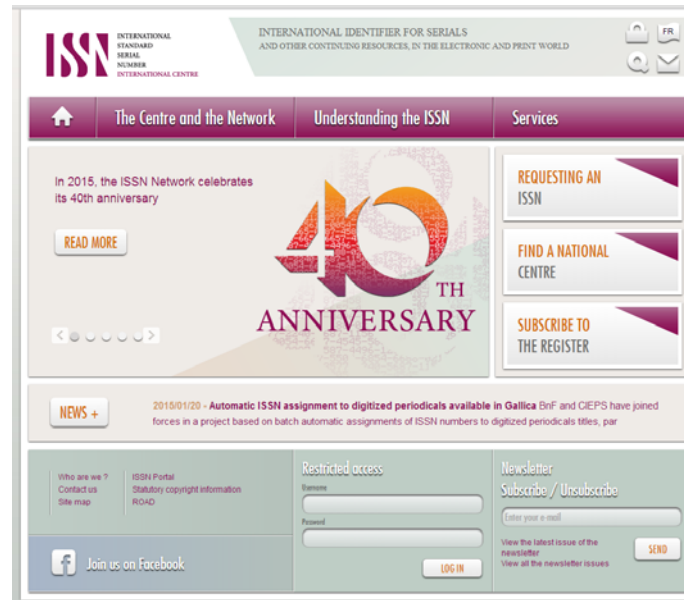 ISSN
INTERNATIONAL
STANDARD
SERIAL
NUMBER
INTERNATIONAL CENTRE
INTERNATIONAL IDENTIFIER FOR SERIALS
AND OTHER CONTINUING RESOURCES, IN THE ELECTRONIC AND PRINT WORLD
FR
The Centre and the Network
Understanding the ISSN
Services
In 2015, the ISSN Network celebrates
its 40th anniversary
READ MORE
40
TH
ANNIVERSARY
REQUESTING AN
ISSN
FIND A NATIONAL
CENTRE
SUBSCRIBE TO
THE REGISTER
NEWS +
2015/01/20 - Automatic ISSN assignment to digitized periodicals available in Gallica BnF and CIEPS have joined
forces in a project based on batch automatic assignments of ISSN numbers to digitized periodicals titles, par
Who are we ?
Contact us
Site map
ISSN Portal
Statutory copyright information
ROAD
f Join us on Facebook
Restricted access
Username
Password
LOG IN
Newsletter
Subscribe / Unsubscribe
Enter your e-mail
View the latest issue of the
newsletter
View all the newsletter issues
SEND